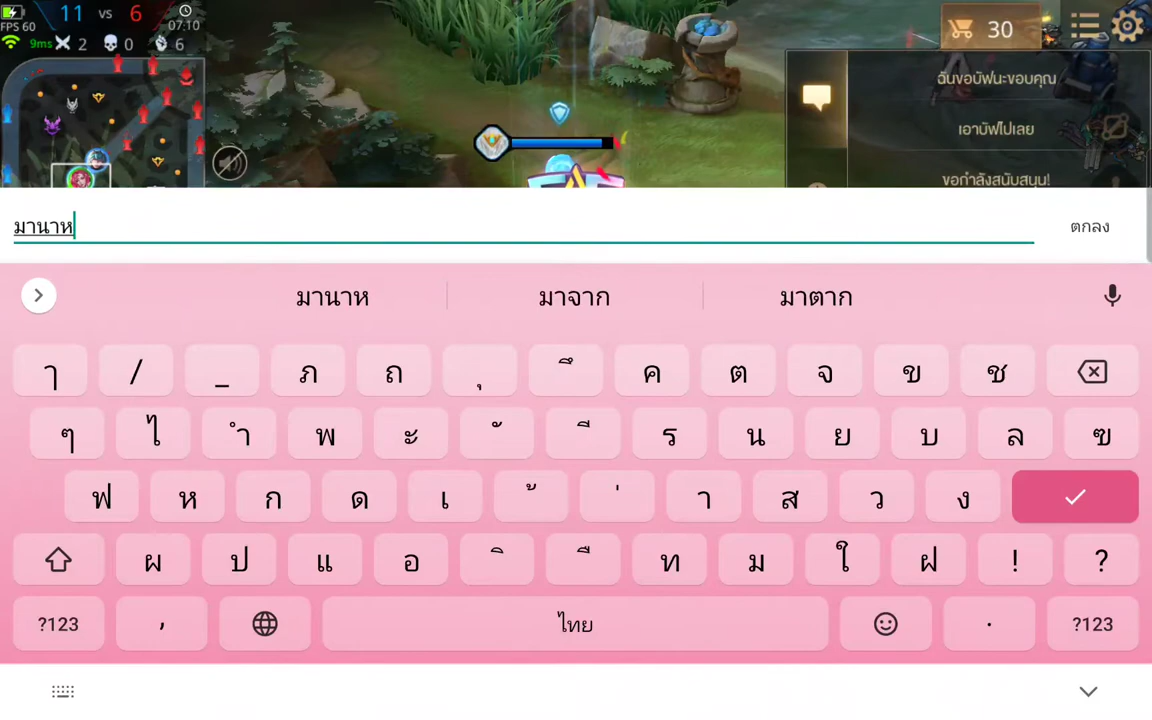 11 vs 6
FPS 60
07:10
9ms 2 0 6
30
ฉันขอบัฟนะขอบคุณ
เอาบัฟไปเลย
ขอกำลังสนับสนุน!
มานาห
ตกลง
มานาห มาจาก มาตาก
ๅ / _ ภ ถ ุ ึ ค ต จ ข ช
ๆ ไ ำ พ ะ ั ี ร น ย บ ล ฃ
ฟ ห ก ด เ ้ ่ า ส ว ง
ผ ป แ อ ิ ื ท ม ใ ฝ ! ?
?123 , ไทย . ?123